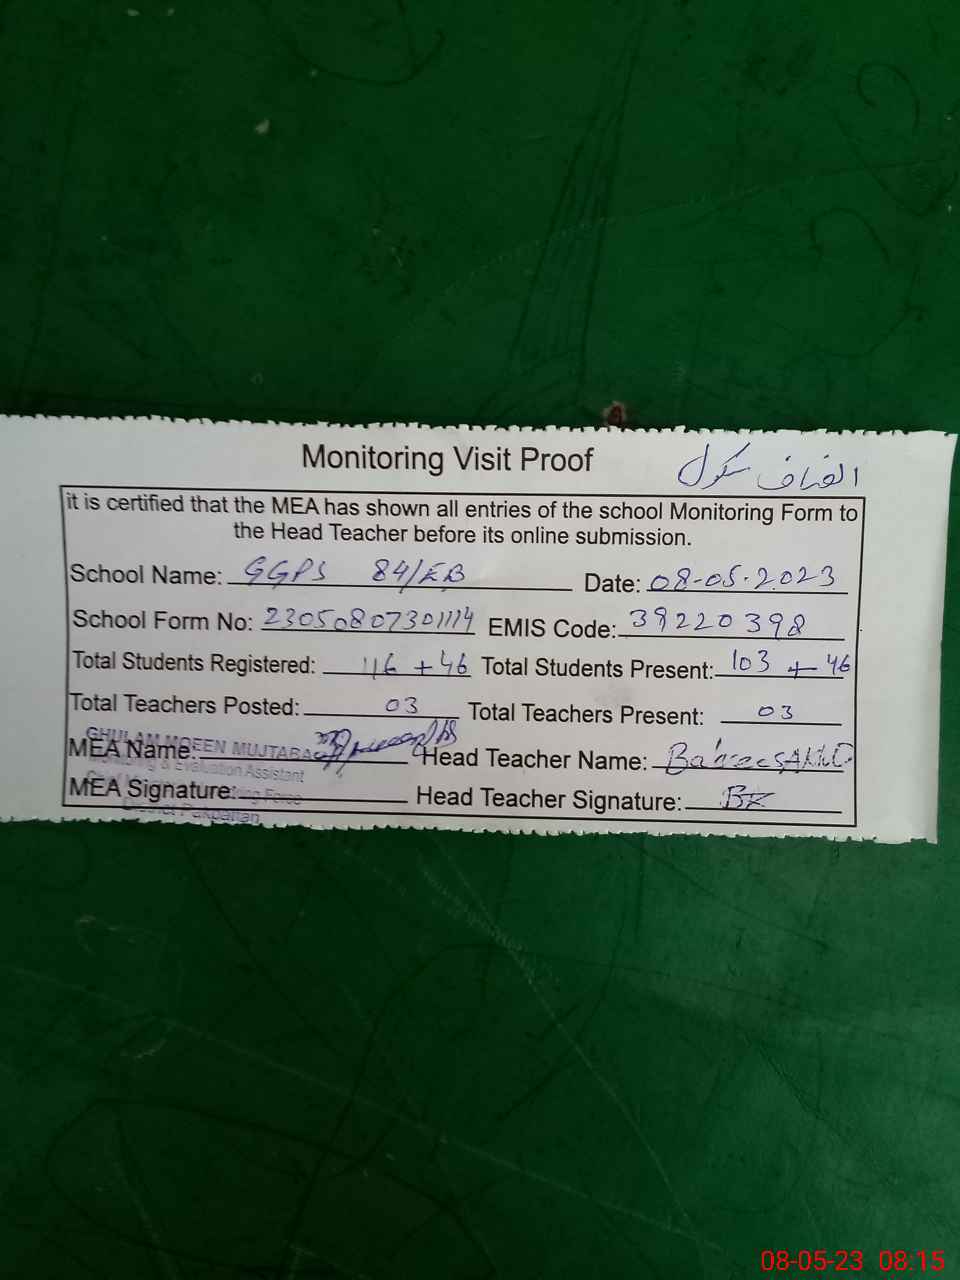 Monitoring Visit Proof انصاف سکول
it is certified that the MEA has shown all entries of the school Monitoring Form to
the Head Teacher before its online submission.
School Name: GGPS 84/EB Date: 08-05-2023
School Form No: 23050807301114 EMIS Code: 39220398
Total Students Registered: 116 + 46 Total Students Present: 103 + 46
Total Teachers Posted: 03 Total Teachers Present: 03
GHULAM MOEEN MUJTABA
MEA Name: Head Teacher Name:
Monitoring & Evaluation Assistant
MEA Signature: Head Teacher Signature: BK
District Pakpattan
08-05-23 08:15